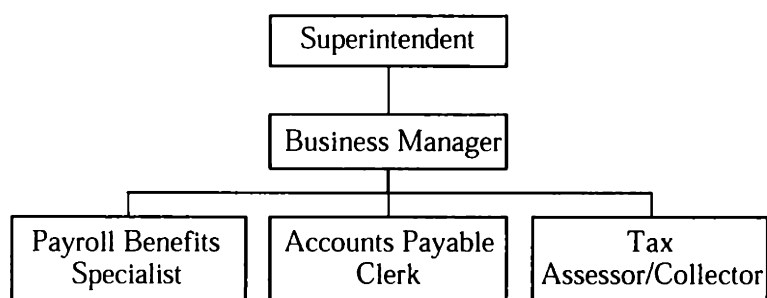 Superintendent
Business Manager
Payroll Benefits
Specialist
Accounts Payable
Clerk
Tax
Assessor/Collector